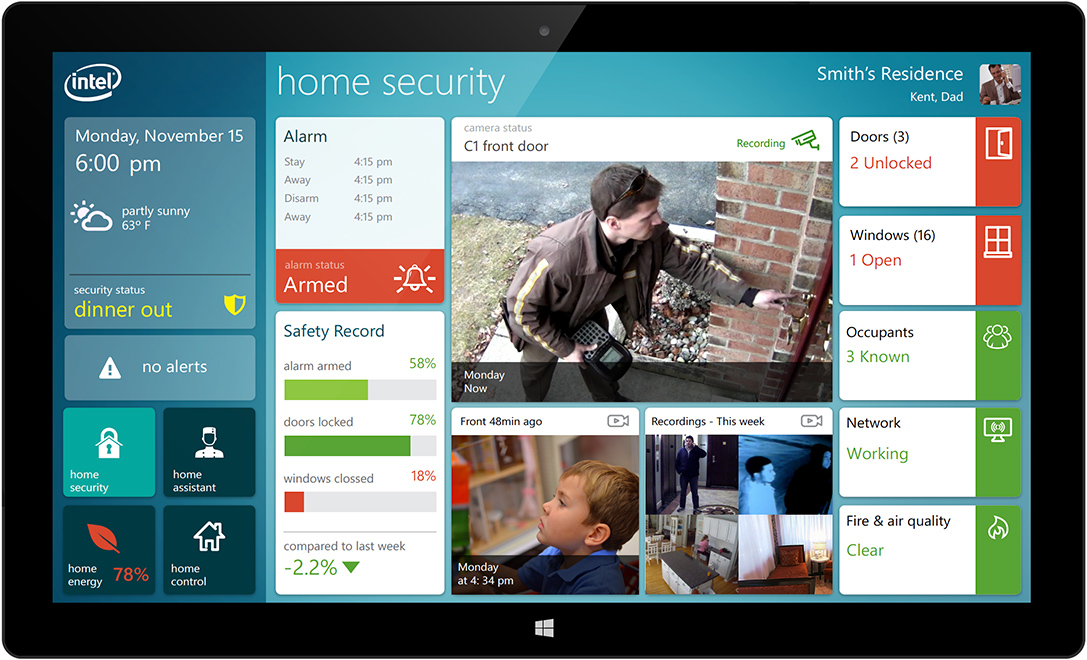 intel
home security
Smith's Residence
Kent, Dad
Monday, November 15
6:00 pm
partly sunny
63º F
security status
dinner out
no alerts
home
security
home
assistant
home
energy
78%
home
control
Alarm
Stay 4:15 pm
Away 4:15 pm
Disarm 4:15 pm
Away 4:15 pm
alarm status
Armed
Safety Record
alarm armed 58%
doors locked 78%
windows clossed 18%
compared to last week
-2.2%
camera status
C1 front door
Recording
Monday
Now
Front 48min ago
Monday
at 4: 34 pm
Recordings - This week
Doors (3)
2 Unlocked
Windows (16)
1 Open
Occupants
3 Known
Network
Working
Fire & air quality
Clear